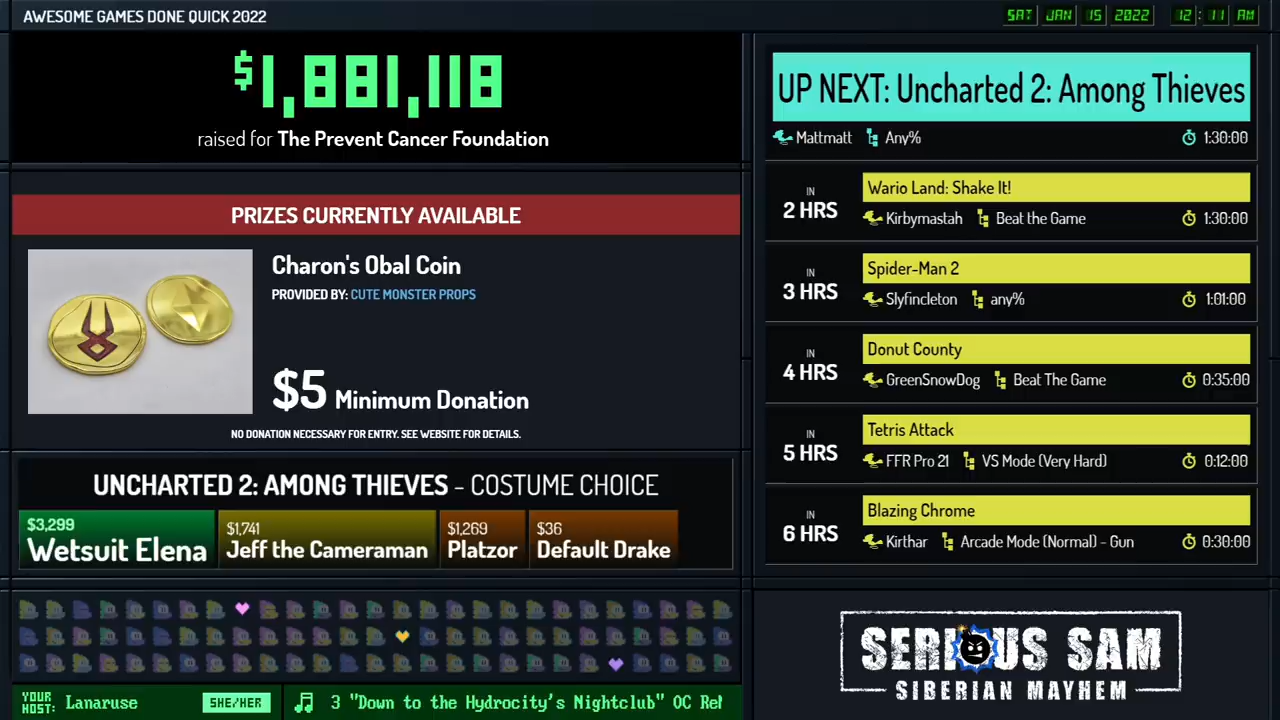 AWESOME GAMES DONE QUICK 2022
SAT JAN 15 2022 12 11 AM
$1,881,118
raised for The Prevent Cancer Foundation
PRIZES CURRENTLY AVAILABLE
Charon's Obal Coin
PROVIDED BY: CUTE MONSTER PROPS
$5 Minimum Donation
NO DONATION NECESSARY FOR ENTRY. SEE WEBSITE FOR DETAILS.
UNCHARTED 2: AMONG THIEVES - COSTUME CHOICE
$3,299
Wetsuit Elena
$1,741
Jeff the Cameraman
$1,269
Platzor
$36
Default Drake
YOUR HOST: Lanaruse SHE/HER
3 "Down to the Hydrocity's Nightclub" OC ReM
UP NEXT: Uncharted 2: Among Thieves
Mattmatt Any% 1:30:00
IN 2 HRS
Wario Land: Shake It!
Kirbymastah Beat the Game 1:30:00
IN 3 HRS
Spider-Man 2
Slyfincleton any% 1:01:00
IN 4 HRS
Donut County
GreenSnowDog Beat The Game 0:35:00
IN 5 HRS
Tetris Attack
FFR Pro 21 VS Mode (Very Hard) 0:12:00
IN 6 HRS
Blazing Chrome
Kirthar Arcade Mode (Normal) - Gun 0:30:00
SERIOUS SAM
SIBERIAN MAYHEM